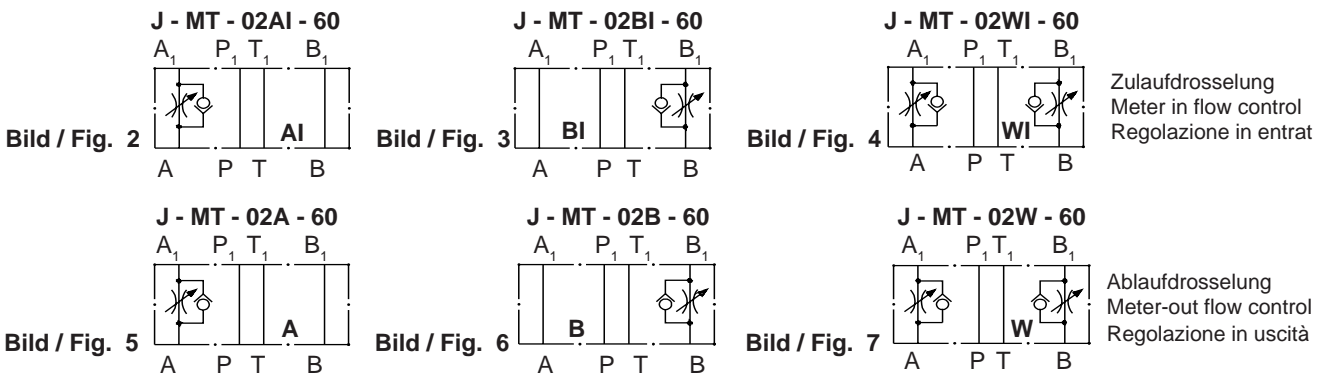 J - MT - 02AI - 60
A1 P1 T1 B1
Bild / Fig. 2
AI
A P T B
J - MT - 02BI - 60
A1 P1 T1 B1
Bild / Fig. 3
BI
A P T B
J - MT - 02WI - 60
A1 P1 T1 B1
Bild / Fig. 4
WI
A P T B
Zulaufdrosselung
Meter in flow control
Regolazione in entrat
J - MT - 02A - 60
A1 P1 T1 B1
Bild / Fig. 5
A
A P T B
J - MT - 02B - 60
A1 P1 T1 B1
Bild / Fig. 6
B
A P T B
J - MT - 02W - 60
A1 P1 T1 B1
Bild / Fig. 7
W
A P T B
Ablaufdrosselung
Meter-out flow control
Regolazione in uscità